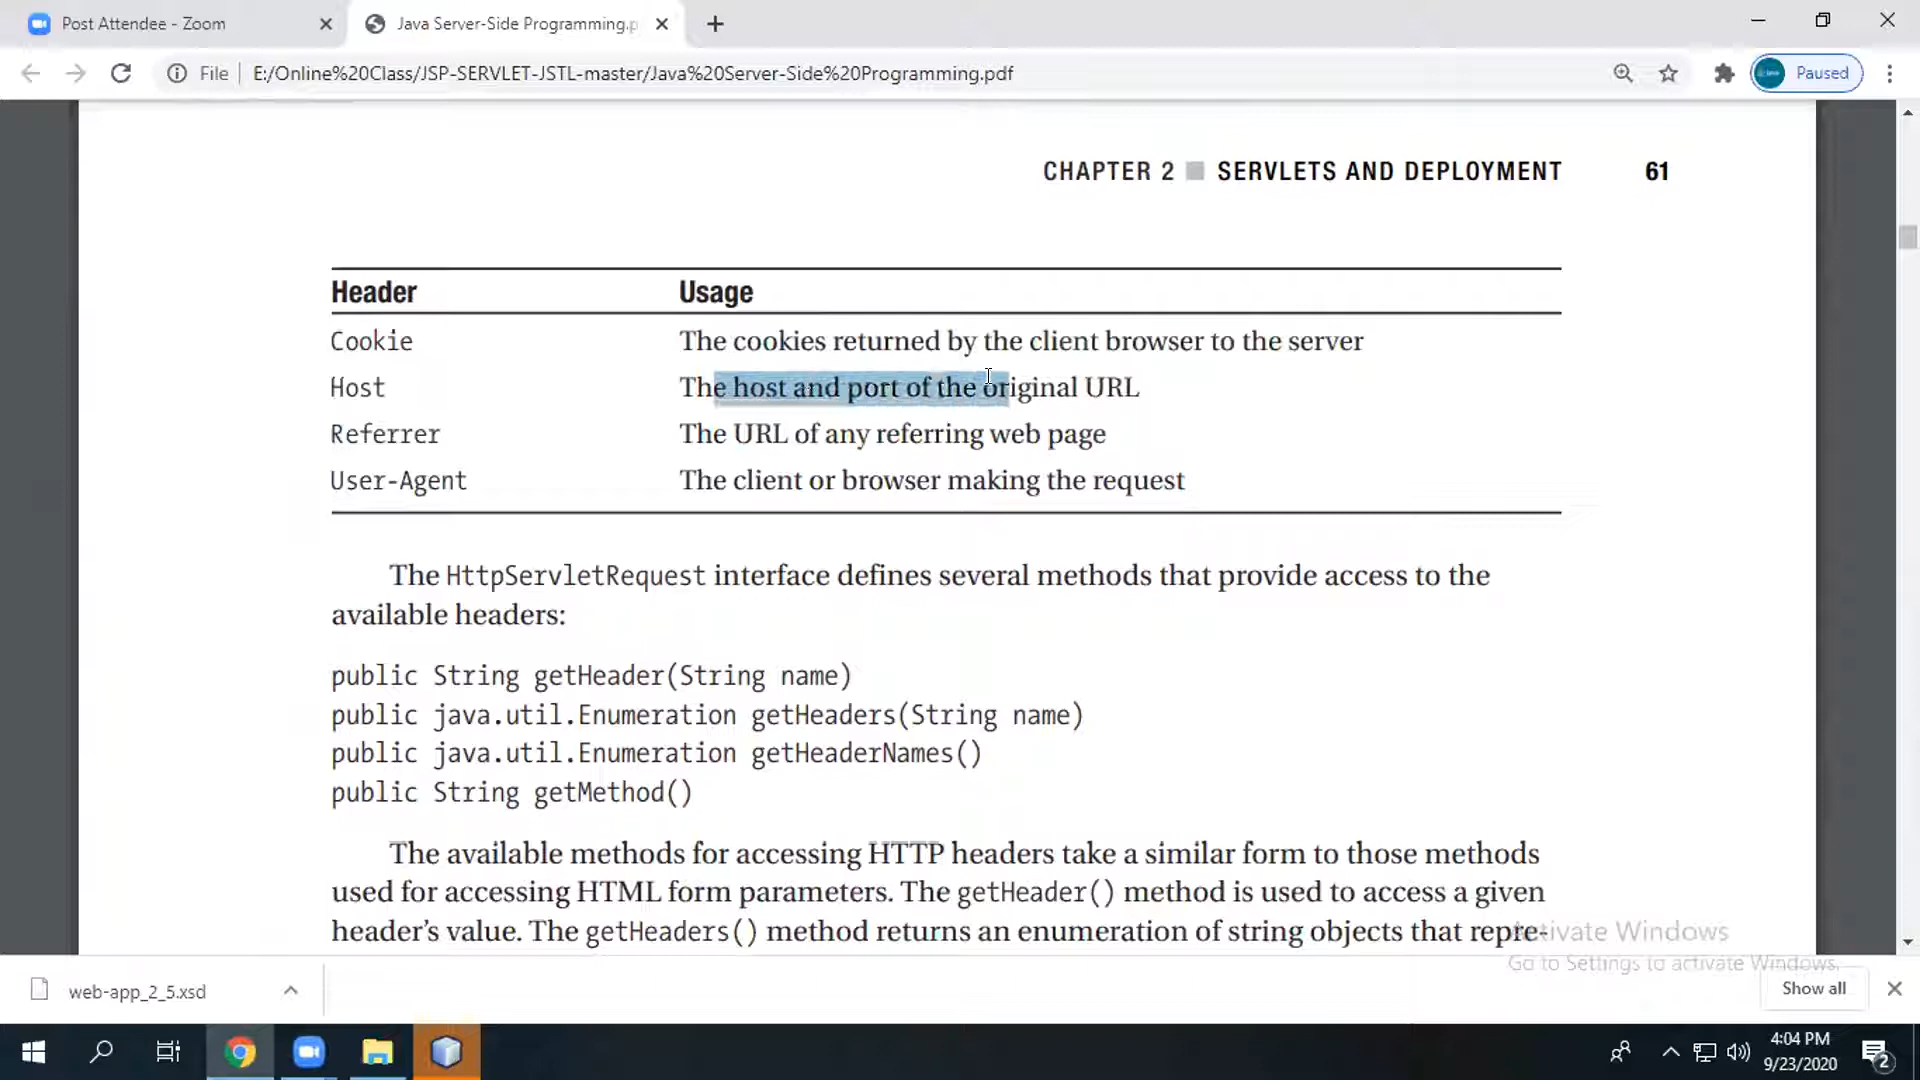 Post Attendee - Zoom
Java Server-Side Programming.p
File
E:/Online%20Class/JSP-SERVLET-JSTL-master/Java%20Server-Side%20Programming.pdf
Paused
CHAPTER 2 ■ SERVLETS AND DEPLOYMENT 61
Header Usage
Cookie The cookies returned by the client browser to the server
Host The host and port of the original URL
Referrer The URL of any referring web page
User-Agent The client or browser making the request
The HttpServletRequest interface defines several methods that provide access to the
available headers:
public String getHeader(String name)
public java.util.Enumeration getHeaders(String name)
public java.util.Enumeration getHeaderNames()
public String getMethod()
The available methods for accessing HTTP headers take a similar form to those methods
used for accessing HTML form parameters. The getHeader() method is used to access a given
header's value. The getHeaders() method returns an enumeration of string objects that repre-
Activate Windows
Go to Settings to activate Windows.
web-app_2_5.xsd
Show all
4:04 PM
9/23/2020
2